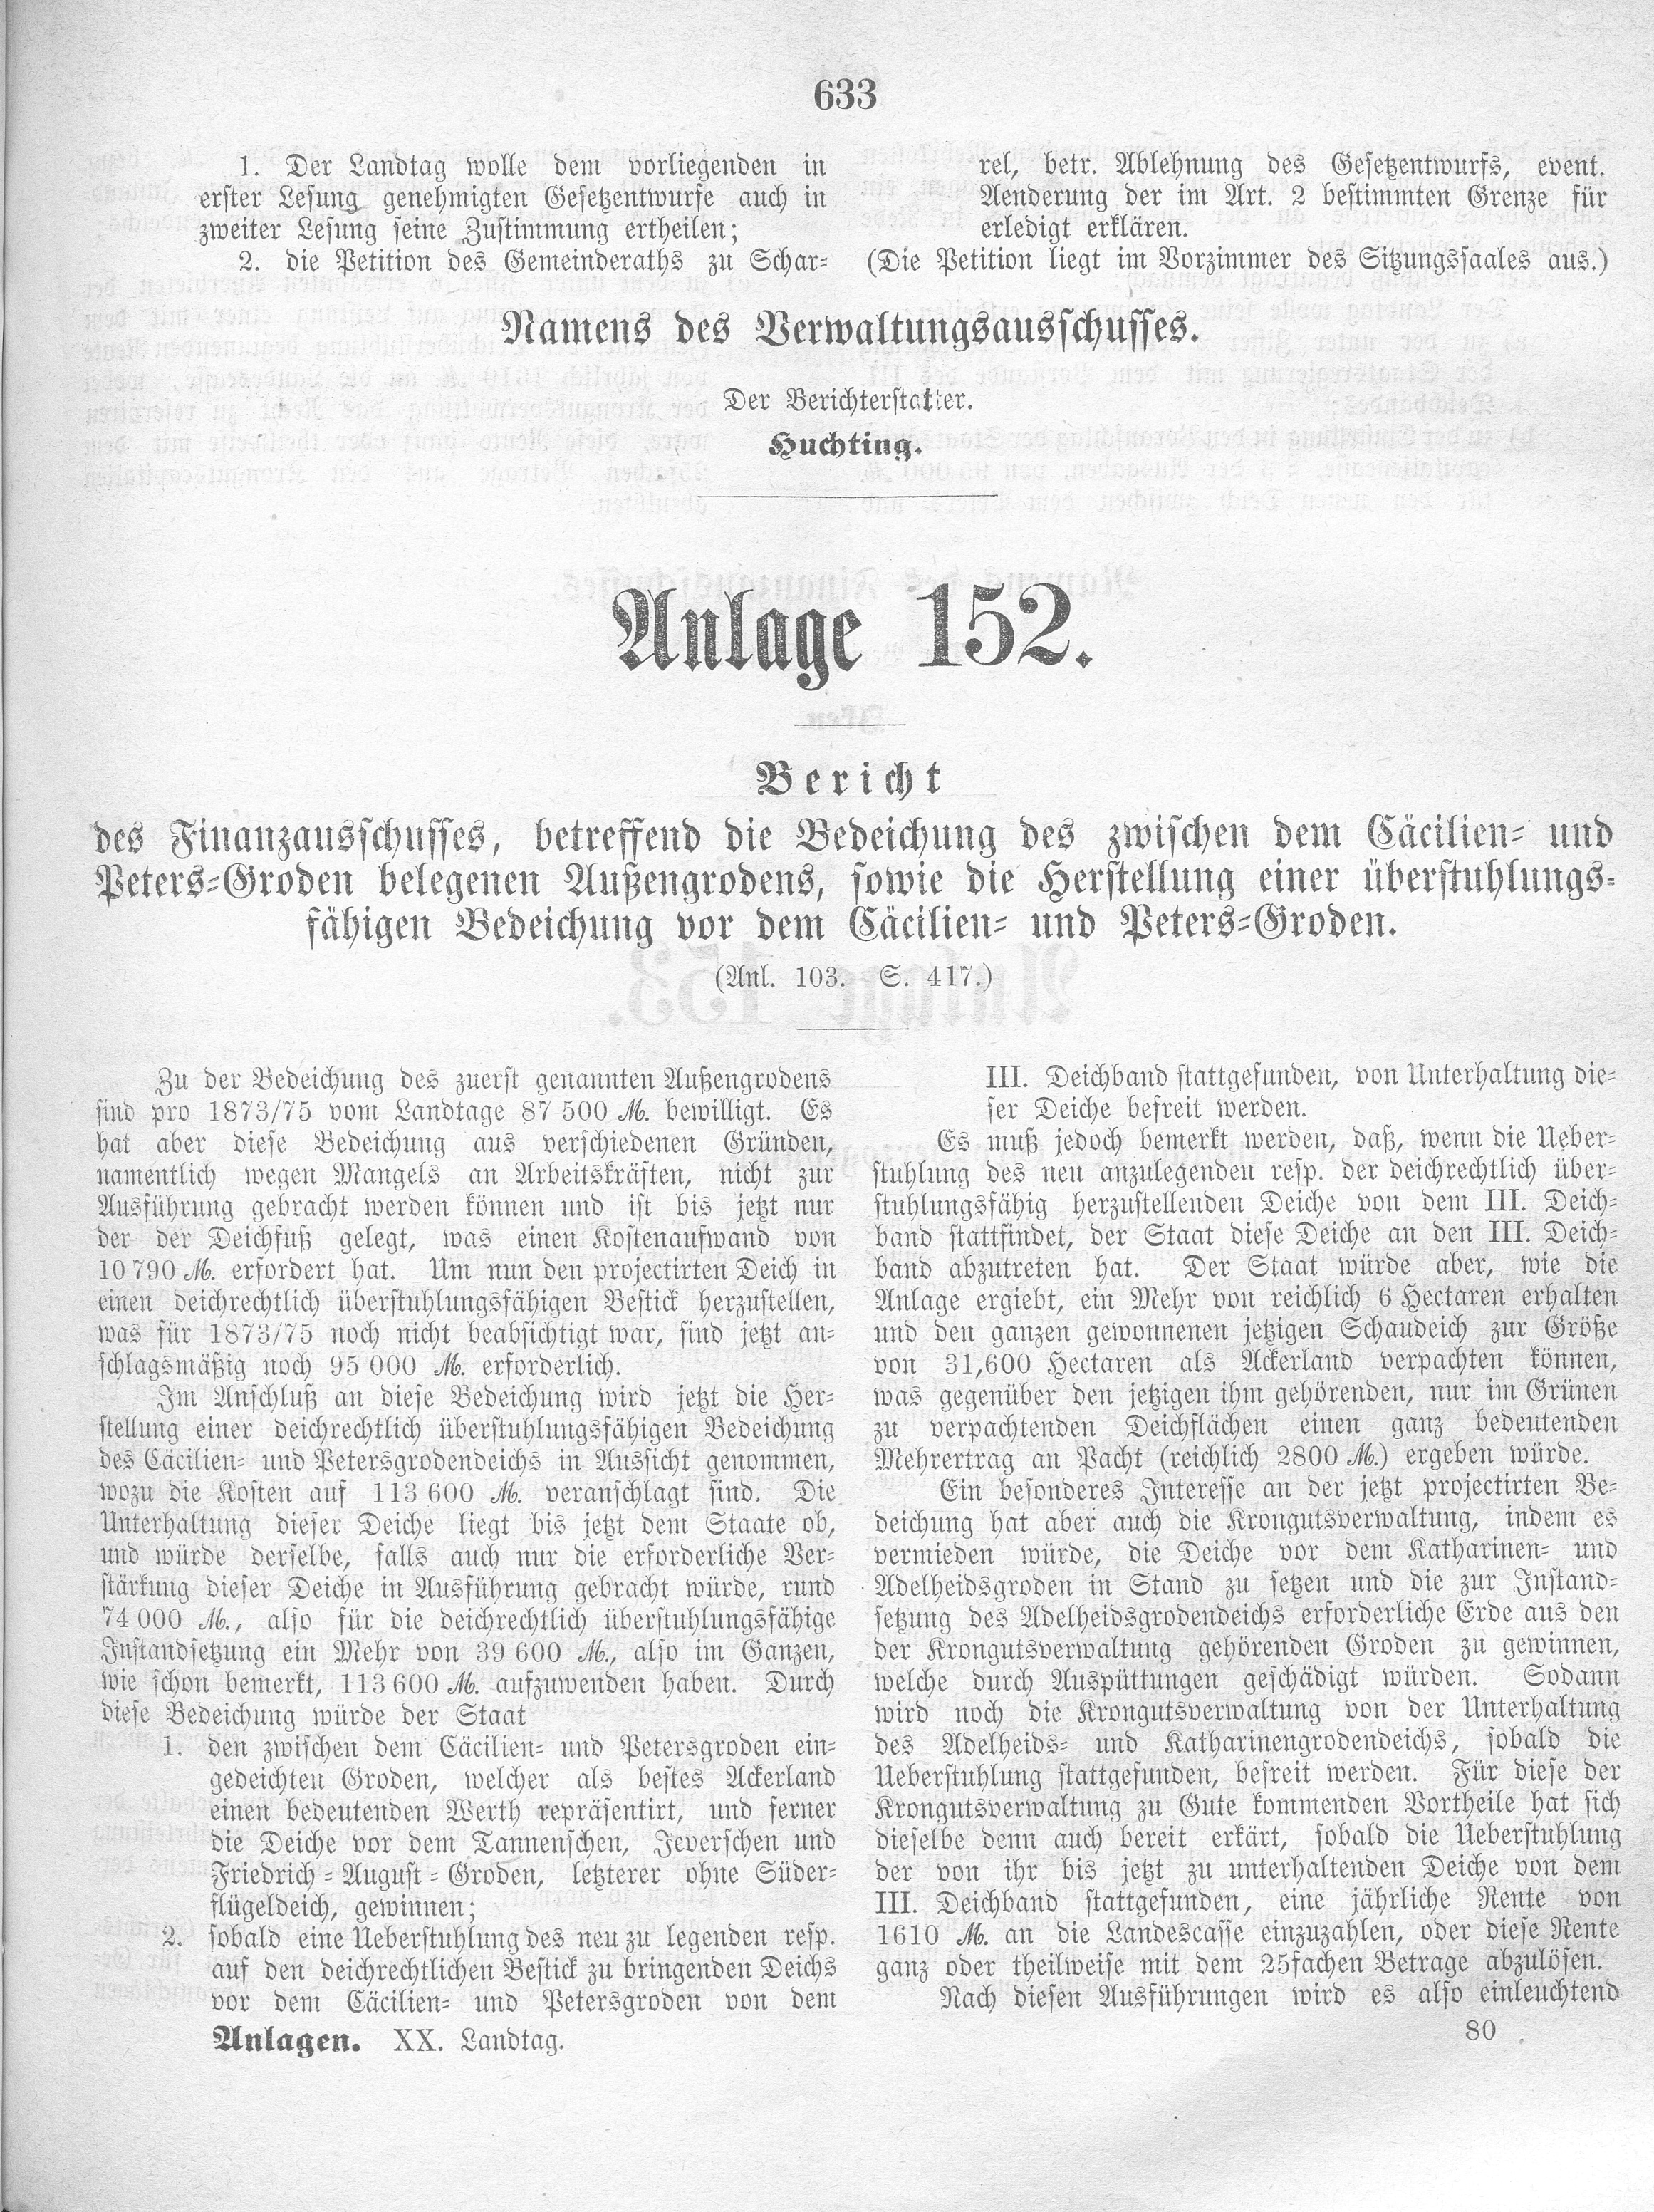 633
1. Der Landtag wolle dem vorliegenden in
erster Lesung genehmigten Gesetzentwurfe auch in
zweiter Lesung seine Zustimmung ertheilen;
2. die Petition des Gemeinderaths zu Schar-
rel, betr. Ablehnung des Gesetzentwurfs, event.
Aenderung der im Art. 2 bestimmten Grenze für
erledigt erklären.
(Die Petition liegt im Vorzimmer des Sitzungssaales aus.)
Namens des Verwaltungsausschusses.
Der Berichterstatter.
Huchting.
Anlage 152.
Bericht
des Finanzausschusses, betreffend die Bedeichung des zwischen dem Cäcilien- und
Peters-Groden belegenen Außengrodens, sowie die Herstellung einer überstuhlungs-
fähigen Bedeichung vor dem Cäcilien- und Peters-Groden.
(Anl. 103. S. 417.)
Zu der Bedeichung des zuerst genannten Außengrodens
sind pro 1873/75 vom Landtage 87 500 M. bewilligt. Es
hat aber diese Bedeichung aus verschiedenen Gründen,
namentlich wegen Mangels an Arbeitskräften, nicht zur
Ausführung gebracht werden können und ist bis jetzt nur
der der Deichfuß gelegt, was einen Kostenaufwand von
10 790 M. erfordert hat. Um nun den projectirten Deich in
einen deichrechtlich überstuhlungsfähigen Bestick herzustellen,
was für 1873/75 noch nicht beabsichtigt war, sind jetzt an-
schlagsmäßig noch 95 000 M. erforderlich.
Im Anschluß an diese Bedeichung wird jetzt die Her-
stellung einer deichrechtlich überstuhlungsfähigen Bedeichung
des Cäcilien- und Petersgrodendeichs in Aussicht genommen,
wozu die Kosten auf 113 600 M. veranschlagt sind. Die
Unterhaltung dieser Deiche liegt bis jetzt dem Staate ob,
und würde derselbe, falls auch nur die erforderliche Ver-
stärkung dieser Deiche in Ausführung gebracht würde, rund
74 000 M., also für die deichrechtlich überstuhlungsfähige
Instandsetzung ein Mehr von 39 600 M., also im Ganzen,
wie schon bemerkt, 113 600 M. aufzuwenden haben. Durch
diese Bedeichung würde der Staat
1. den zwischen dem Cäcilien- und Petersgroden ein-
gedeichten Groden, welcher als bestes Ackerland
einen bedeutenden Werth repräsentirt, und ferner
die Deiche vor dem Tannenschen, Jeverschen und
Friedrich-August-Groden, letzterer ohne Süder-
flügeldeich, gewinnen;
2. sobald eine Ueberstuhlung des neu zu legenden resp.
auf den deichrechtlichen Bestick zu bringenden Deichs
vor dem Cäcilien- und Petersgroden von dem
III. Deichband stattgefunden, von Unterhaltung die-
ser Deiche befreit werden.
Es muß jedoch bemerkt werden, daß, wenn die Ueber-
stuhlung des neu anzulegenden resp. der deichrechtlich über-
stuhlungsfähig herzustellenden Deiche von dem III. Deich-
band stattfindet, der Staat diese Deiche an den III. Deich-
band abzutreten hat. Der Staat würde aber, wie die
Anlage ergiebt, ein Mehr von reichlich 6 Hectaren erhalten
und den ganzen gewonnenen jetzigen Schaudeich zur Größe
von 31,600 Hectaren als Ackerland verpachten können,
was gegenüber den jetzigen ihm gehörenden, nur im Grünen
zu verpachtenden Deichflächen einen ganz bedeutenden
Mehrertrag an Pacht (reichlich 2800 M.) ergeben würde.
Ein besonderes Interesse an der jetzt projectirten Be-
deichung hat aber auch die Krongutsverwaltung, indem es
vermieden würde, die Deiche vor dem Katharinen- und
Adelheidsgroden in Stand zu setzen und die zur Instand-
setzung des Adelheidsgrodendeichs erforderliche Erde aus den
der Krongutsverwaltung gehörenden Groden zu gewinnen,
welche durch Auspüttungen geschädigt würden. Sodann
wird noch die Krongutsverwaltung von der Unterhaltung
des Adelheids- und Katharinengrodendeichs, sobald die
Ueberstuhlung stattgefunden, befreit werden. Für diese der
Krongutsverwaltung zu Gute kommenden Vortheile hat sich
dieselbe denn auch bereit erkärt, sobald die Ueberstuhlung
der von ihr bis jetzt zu unterhaltenden Deiche von dem
III. Deichband stattgefunden, eine jährliche Rente von
1610 M. an die Landescasse einzuzahlen, oder diese Rente
ganz oder theilweise mit dem 25fachen Betrage abzulösen.
Nach diesen Ausführungen wird es also einleuchtend
Anlagen. XX. Landtag.
80